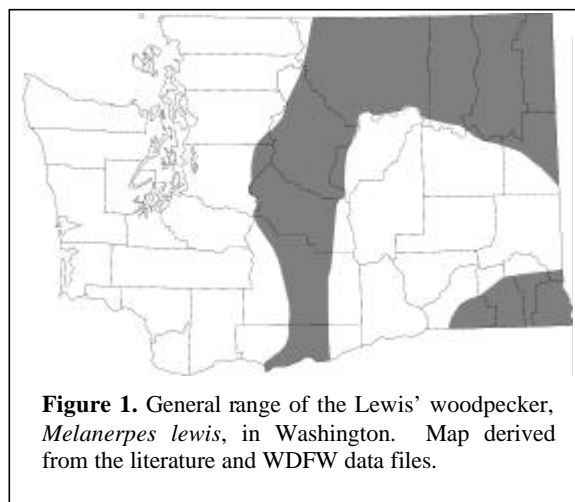 Figure 1. General range of the Lewis' woodpecker,
Melanerpes lewis, in Washington. Map derived
from the literature and WDFW data files.